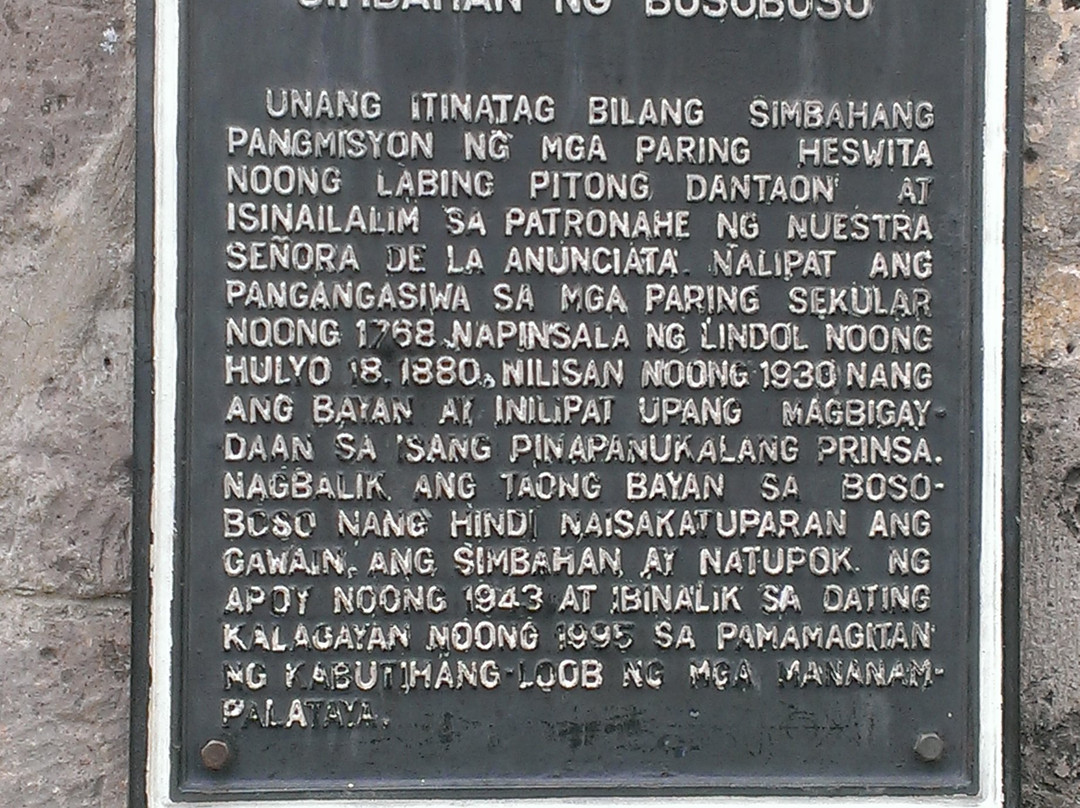 SIMBAHAN NG BOSOBOSO
UNANG ITINATAG BILANG SIMBAHANG
PANGMISYON NG MGA PARING HESWITA
NOONG LABING PITONG DANTAON AT
ISINAILALIM SA PATRONAHE NG NUESTRA
SEÑORA DE LA ANUNCIATA. NALIPAT ANG
PANGANGASIWA SA MGA PARING SEKULAR
NOONG 1768. NAPINSALA NG LINDOL NOONG
HULYO 18, 1880. NILISAN NOONG 1930 NANG
ANG BAYAN AY INILIPAT UPANG MAGBIGAY-
DAAN SA ISANG PINAPANUKALANG PRINSA.
NAGBALIK ANG TAONG BAYAN SA BOSO-
BOSO NANG HINDI NAISAKATUPARAN ANG
GAWAIN. ANG SIMBAHAN AY NATUPOK NG
APOY NOONG 1943 AT IBINALIK SA DATING
KALAGAYAN NOONG 1995 SA PAMAMAGITAN
NG KABUTIHANG-LOOB NG MGA MANANAM-
PALATAYA.